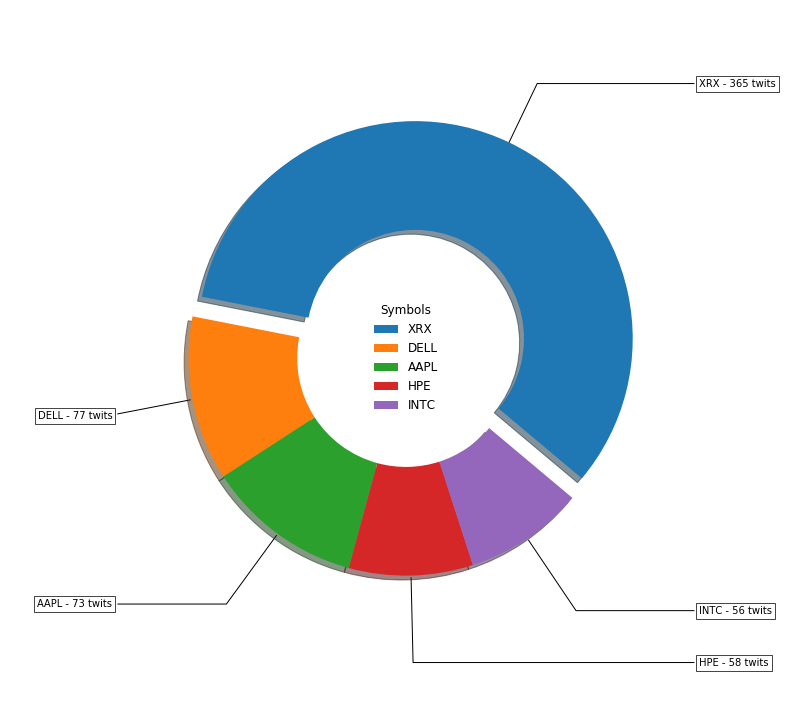 XRX - 365 twits
Symbols
XRX
DELL
AAPL
HPE
INTC
DELL - 77 twits
AAPL - 73 twits
INTC - 56 twits
HPE - 58 twits